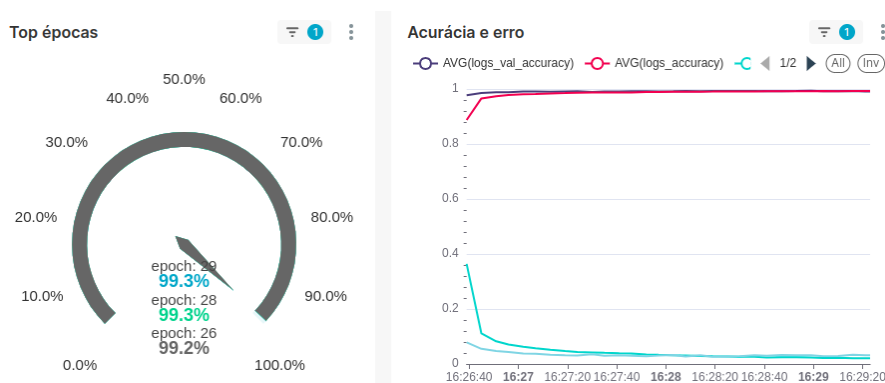 Top épocas
1
50.0%
40.0%
60.0%
30.0%
70.0%
20.0%
80.0%
10.0%
90.0%
0.0%
100.0%
epoch: 29
99.3%
epoch: 28
99.3%
epoch: 26
99.2%
Acurácia e erro
1
AVG(logs_val_accuracy)
AVG(logs_accuracy)
1/2
All
Inv
1
0.8
0.6
0.4
0.2
0
16:26:40 16:27 16:27:20 16:27:40 16:28 16:28:20 16:28:40 16:29 16:29:20